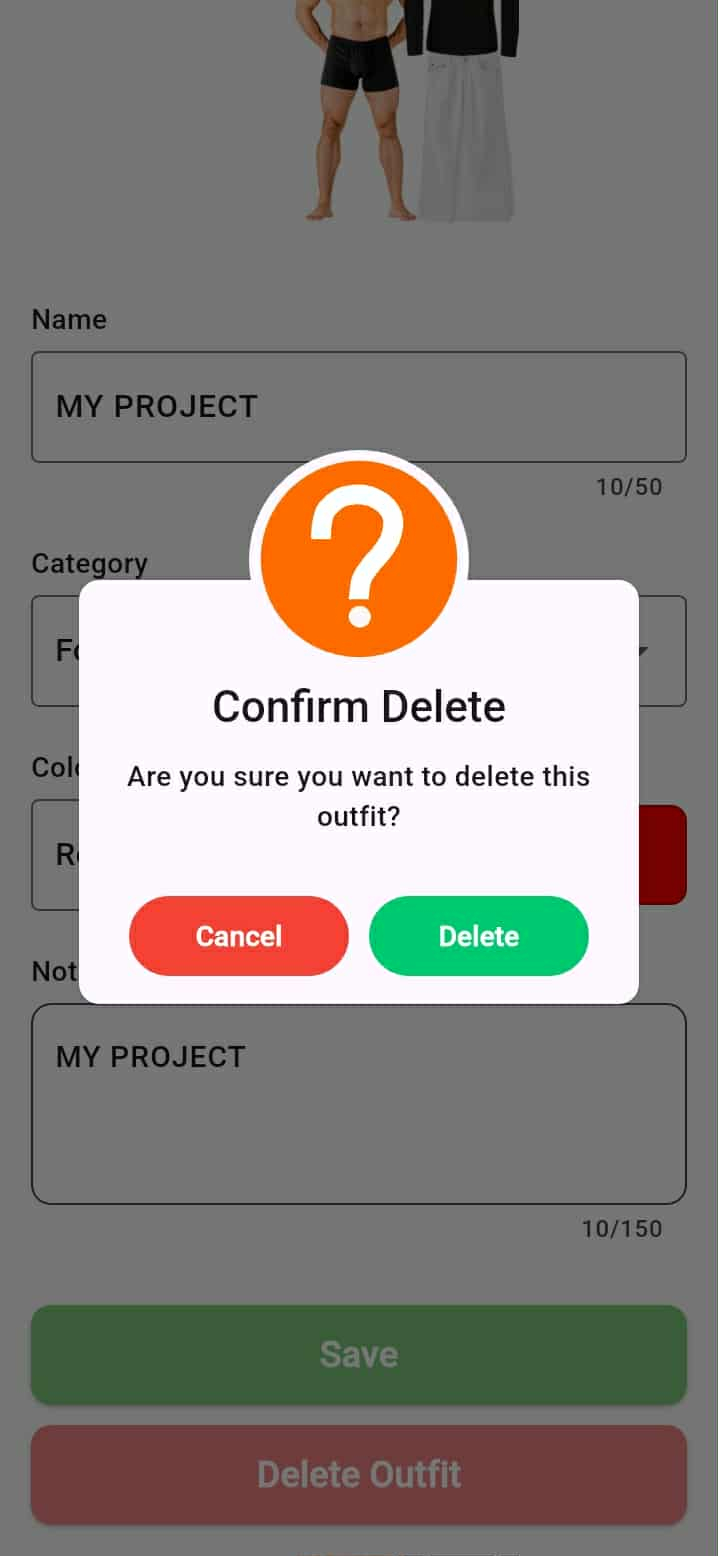 Name
MY PROJECT
10/50
Category
?
Confirm Delete
Are you sure you want to delete this
outfit?
Cancel
Delete
MY PROJECT
10/150
Save
Delete Outfit